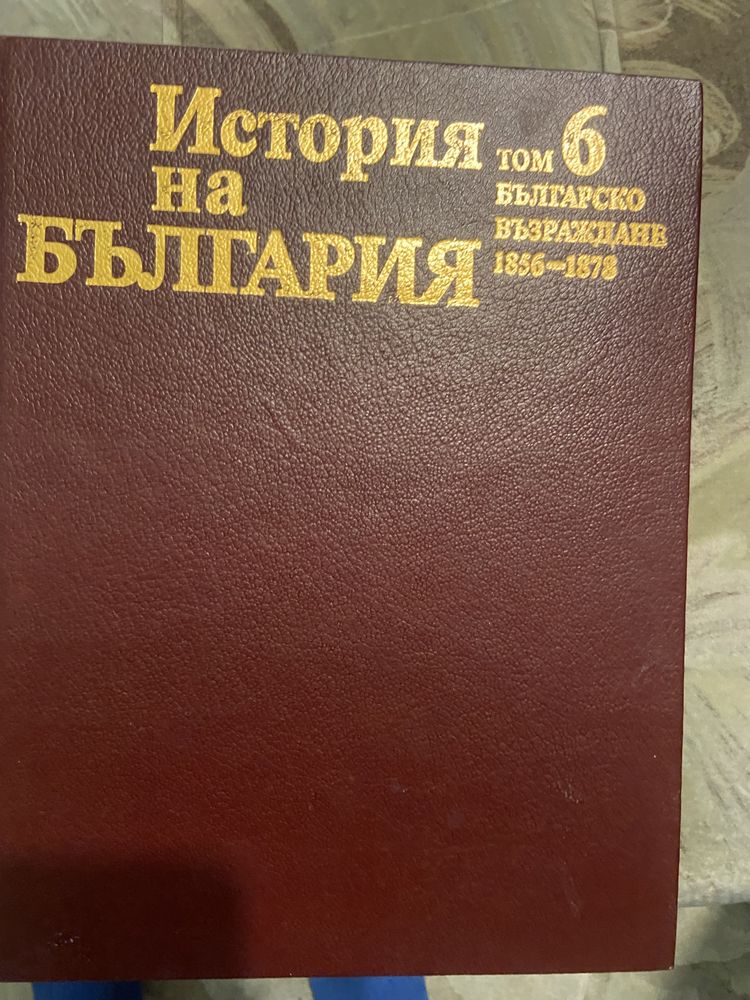 История
на
БЪЛГАРИЯ
ТОМ 6
БЪЛГАРСКО
ВЪЗРАЖДАНЕ
1856–1878